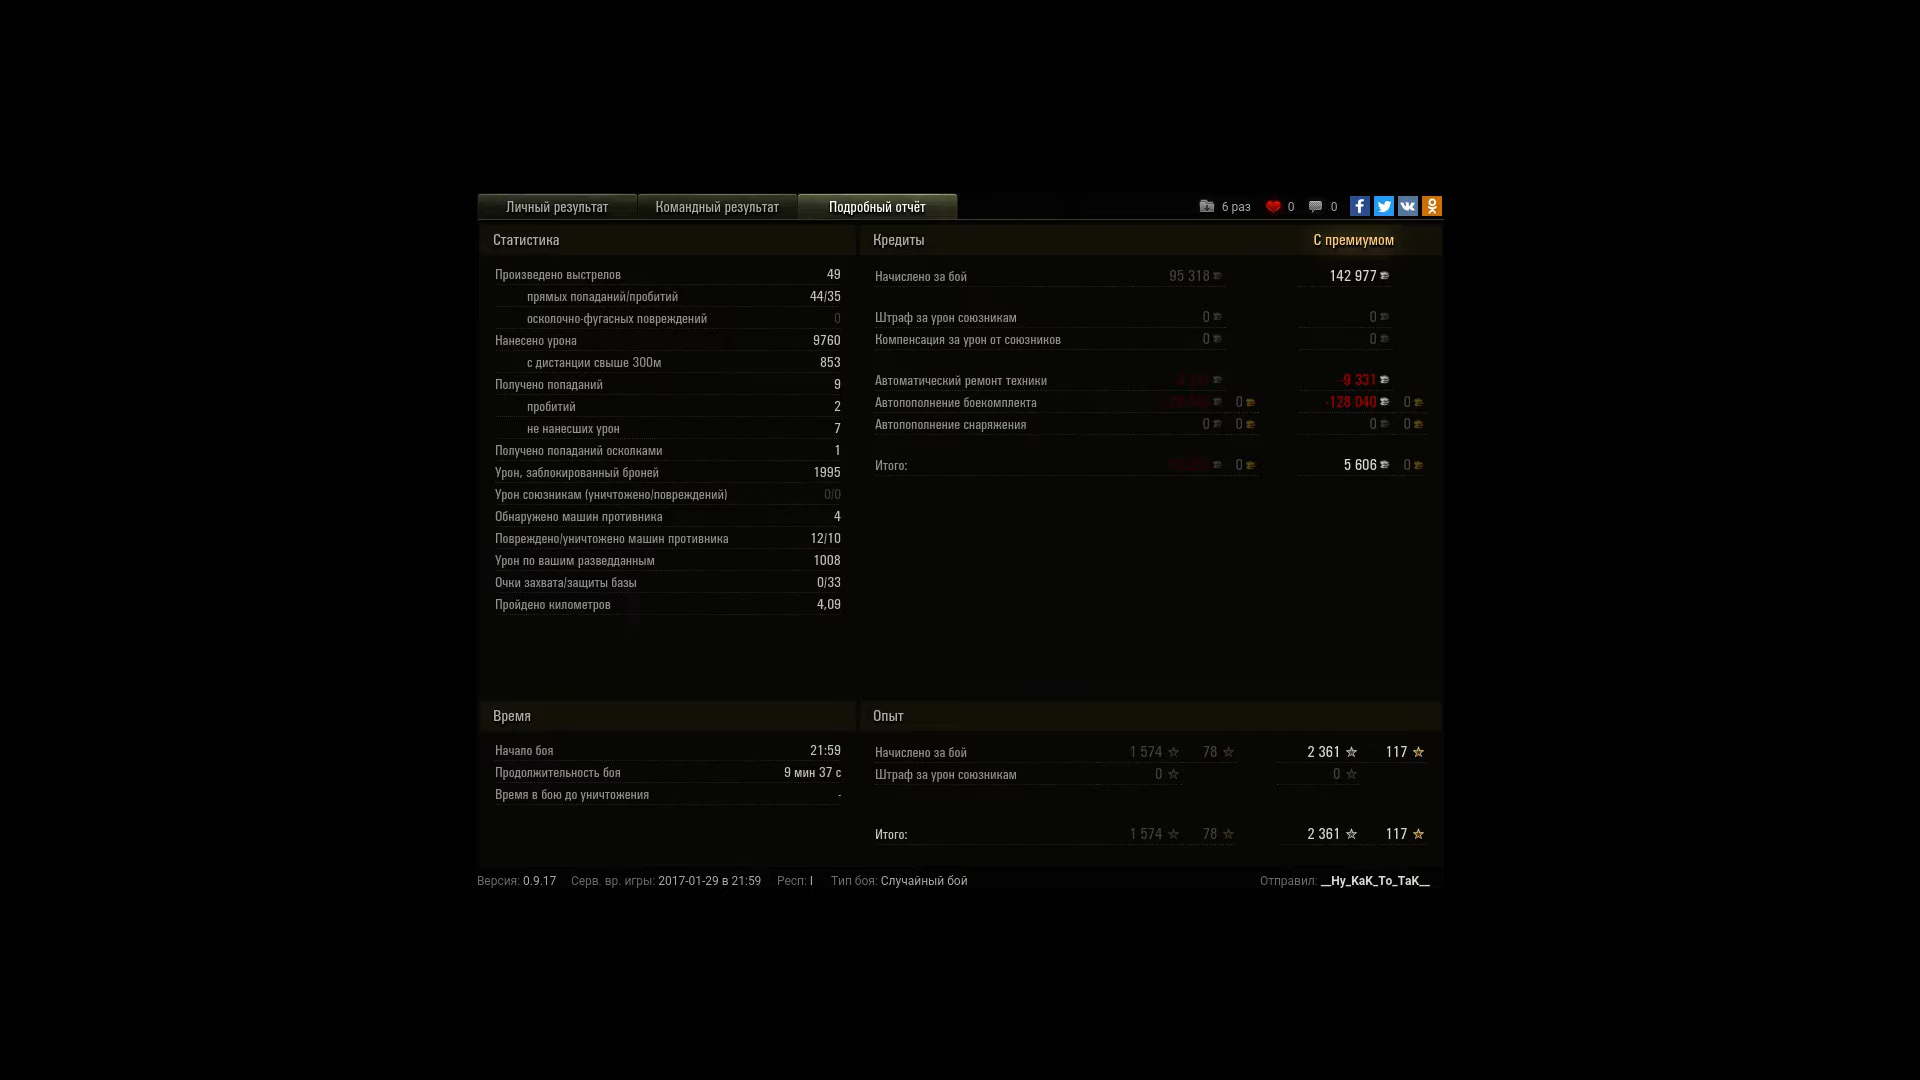 Личный результат Командный результат Подробный отчёт 6 раз 0 0
Статистика
Произведено выстрелов 49
прямых попаданий/пробитий 44/35
осколочно-фугасных повреждений 0
Нанесено урона 9760
с дистанции свыше 300м 853
Получено попаданий 9
пробитий 2
не нанесших урон 7
Получено попаданий осколками 1
Урон, заблокированный броней 1995
Урон союзникам (уничтожено/повреждений) 0/0
Обнаружено машин противника 4
Повреждено/уничтожено машин противника 12/10
Урон по вашим разведданным 1008
Очки захвата/защиты базы 0/33
Пройдено километров 4,09
Кредиты С премиумом
Начислено за бой 95 318 142 977
Штраф за урон союзникам 0 0
Компенсация за урон от союзников 0 0
Автоматический ремонт техники -9 331
Автопополнение боекомплекта 0 -128 040 0
Автопополнение снаряжения 0 0 0 0
Итого: 0 5 606 0
Время
Начало боя 21:59
Продолжительность боя 9 мин 37 с
Время в бою до уничтожения -
Опыт
Начислено за бой 1 574 78 2 361 117
Штраф за урон союзникам 0 0
Итого: 1 574 78 2 361 117
Версия: 0.9.17 Серв. вр. игры: 2017-01-29 в 21:59 Респ: I Тип боя: Случайный бой Отправил: __Hy_KaK_To_TaK__